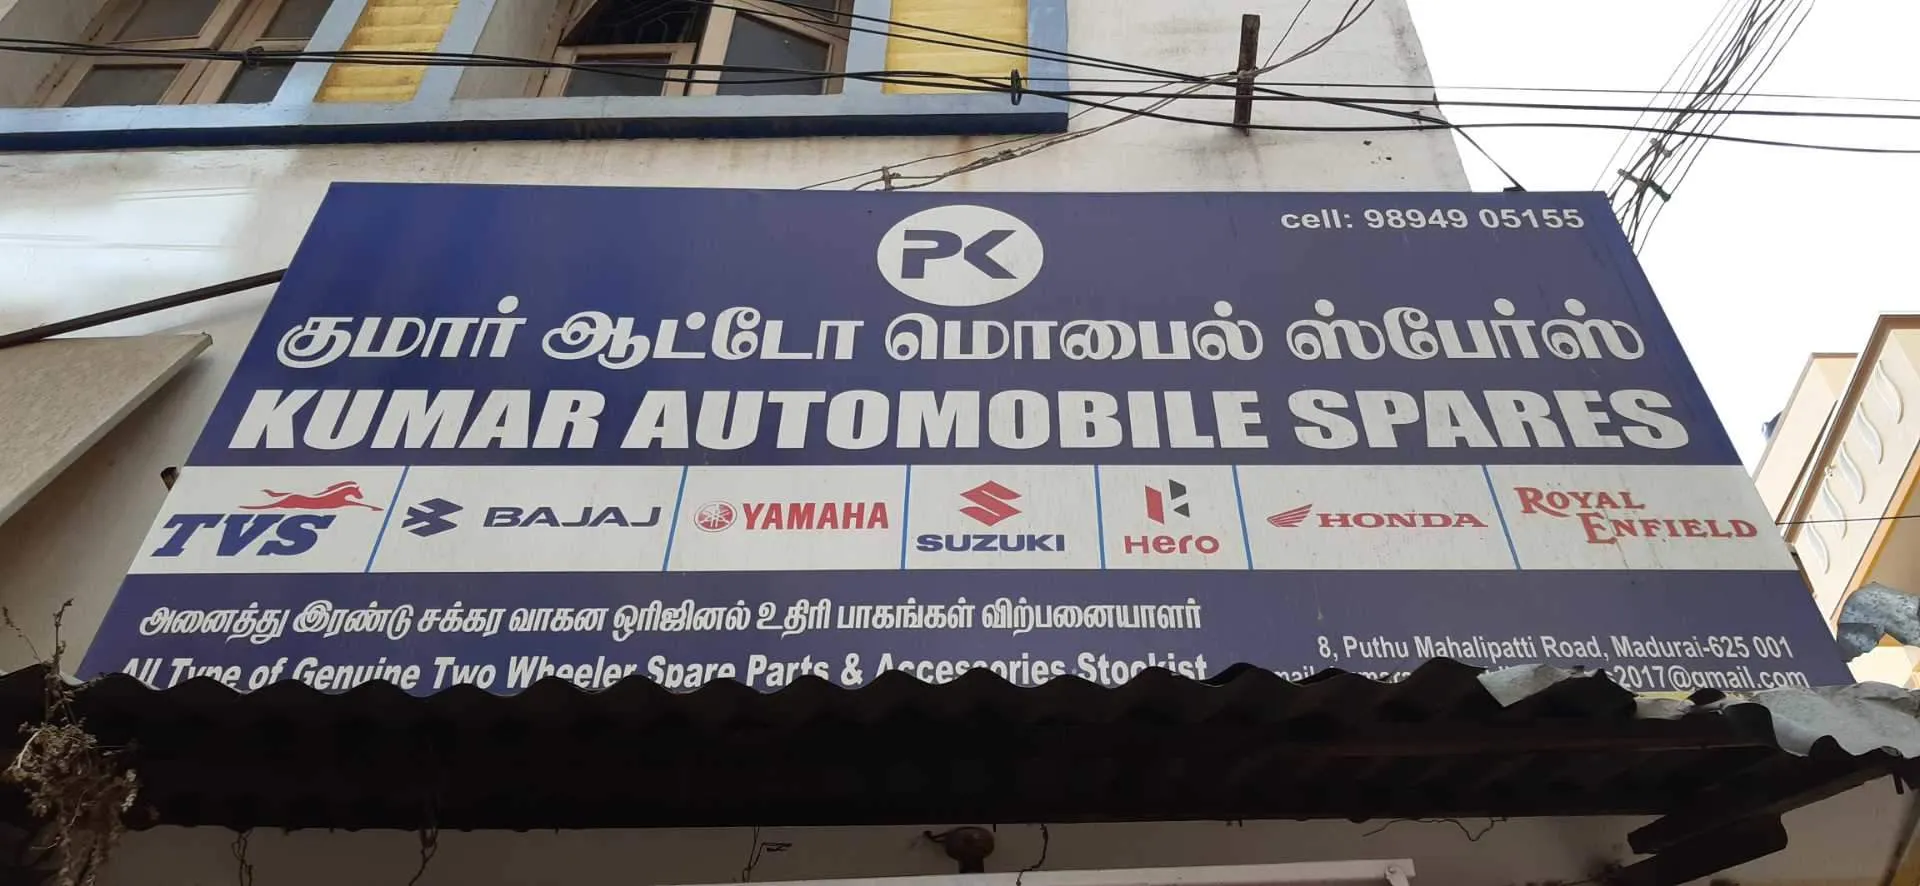 PK
cell: 98949 05155
குமார் ஆட்டோ மொபைல் ஸ்பேர்ஸ்
KUMAR AUTOMOBILE SPARES
TVS BAJAJ YAMAHA SUZUKI Hero HONDA ROYAL ENFIELD
அனைத்து இரண்டு சக்கர வாகன ஒரிஜினல் உதிரி பாகங்கள் விற்பனையாளர்
All Type of Genuine Two Wheeler Spare Parts & Accessories Stockist
8, Puthu Mahalipatti Road, Madurai-625 001
2017@gmail.com